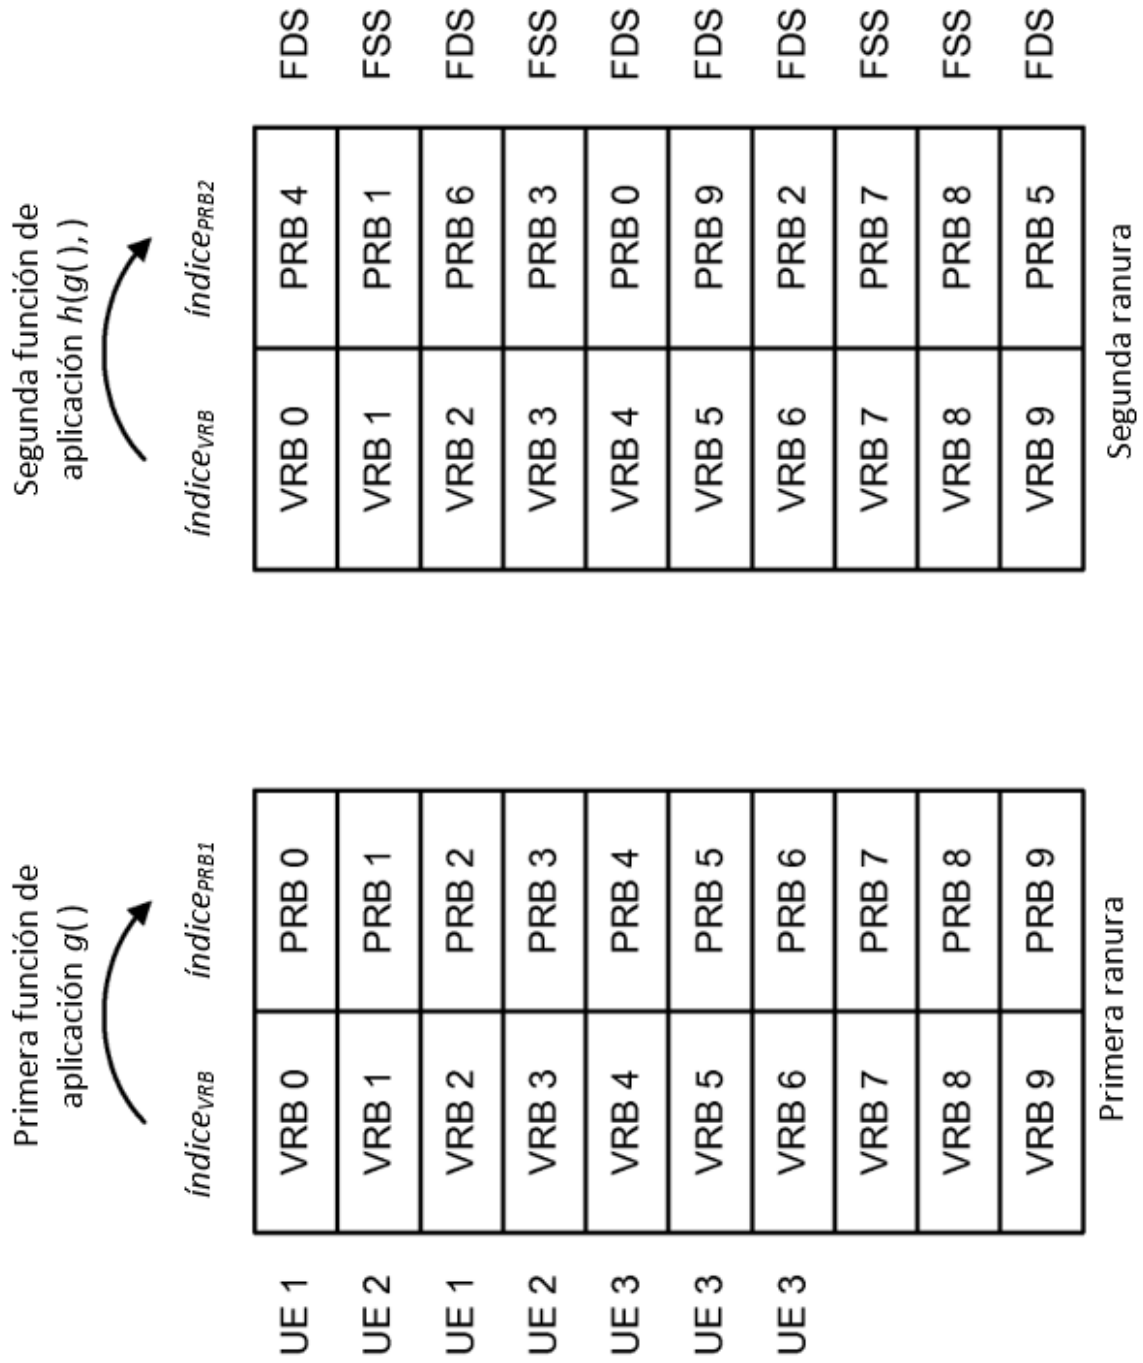 Primera función de
aplicación g( )
índiceVRB índicePRB1
UE 1 VRB 0 PRB 0
UE 2 VRB 1 PRB 1
UE 1 VRB 2 PRB 2
UE 2 VRB 3 PRB 3
UE 3 VRB 4 PRB 4
UE 3 VRB 5 PRB 5
UE 3 VRB 6 PRB 6
VRB 7 PRB 7
VRB 8 PRB 8
VRB 9 PRB 9
Primera ranura
Segunda función de
aplicación h(g( ), )
índiceVRB índicePRB2
VRB 0 PRB 4 FDS
VRB 1 PRB 1 FSS
VRB 2 PRB 6 FDS
VRB 3 PRB 3 FSS
VRB 4 PRB 0 FDS
VRB 5 PRB 9 FDS
VRB 6 PRB 2 FDS
VRB 7 PRB 7 FSS
VRB 8 PRB 8 FSS
VRB 9 PRB 5 FDS
Segunda ranura